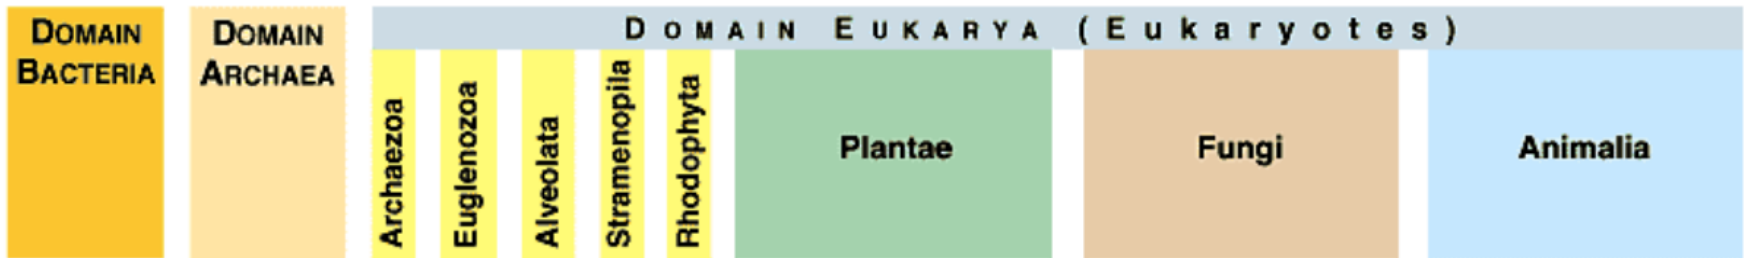 DOMAIN
BACTERIA
DOMAIN
ARCHAEA
DOMAIN EUKARYA (Eukaryotes)
Archaezoa
Euglenozoa
Alveolata
Stramenopila
Rhodophyta
Plantae
Fungi
Animalia